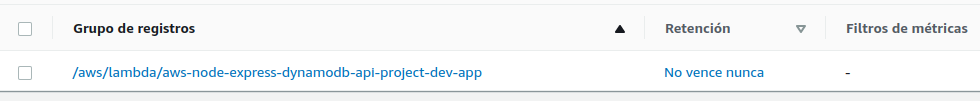 Grupo de registros Retención Filtros de métricas
/aws/lambda/aws-node-express-dynamodb-api-project-dev-app No vence nunca -